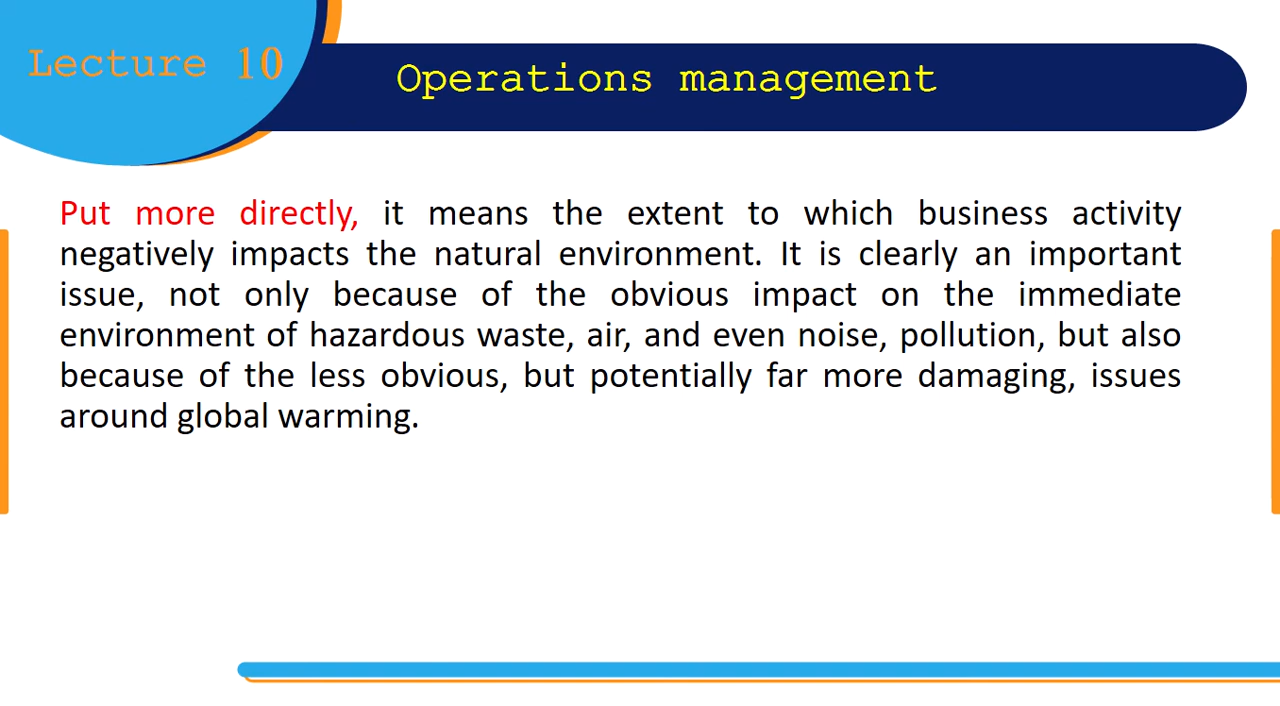 Lecture 10
Operations management
Put more directly, it means the extent to which business activity
negatively impacts the natural environment. It is clearly an important
issue, not only because of the obvious impact on the immediate
environment of hazardous waste, air, and even noise, pollution, but also
because of the less obvious, but potentially far more damaging, issues
around global warming.